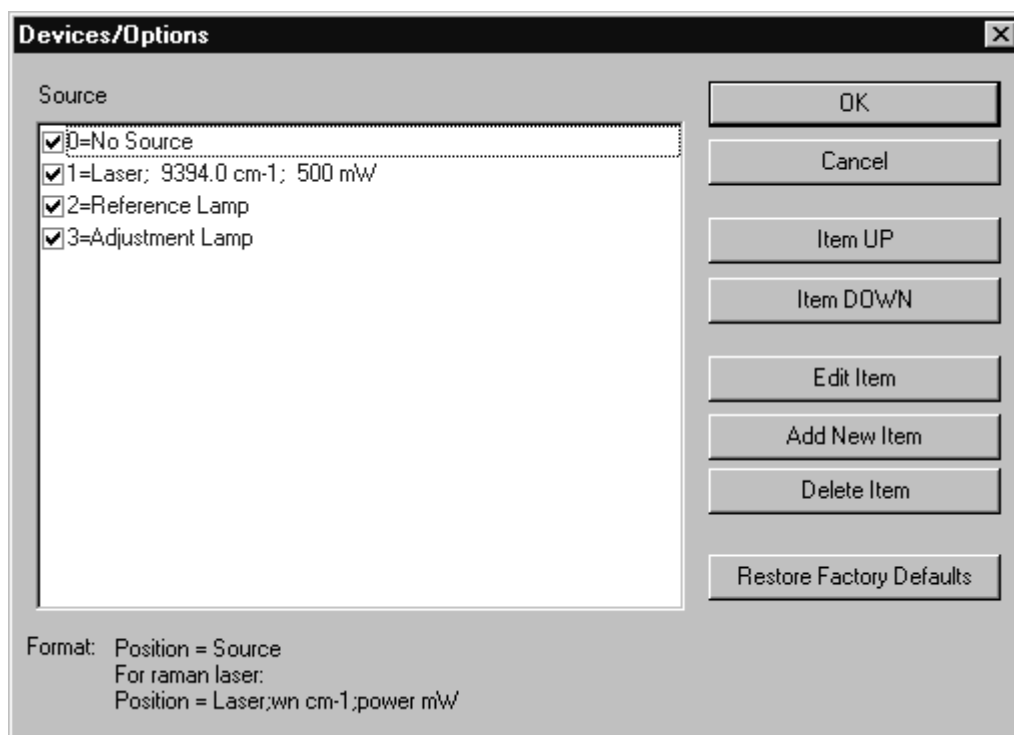 Devices/Options
Source
0=No Source
1=Laser;  9394.0 cm-1;  500 mW
2=Reference Lamp
3=Adjustment Lamp
OK
Cancel
Item UP
Item DOWN
Edit Item
Add New Item
Delete Item
Restore Factory Defaults
Format: Position = Source
For raman laser:
Position = Laser;wn cm-1;power mW